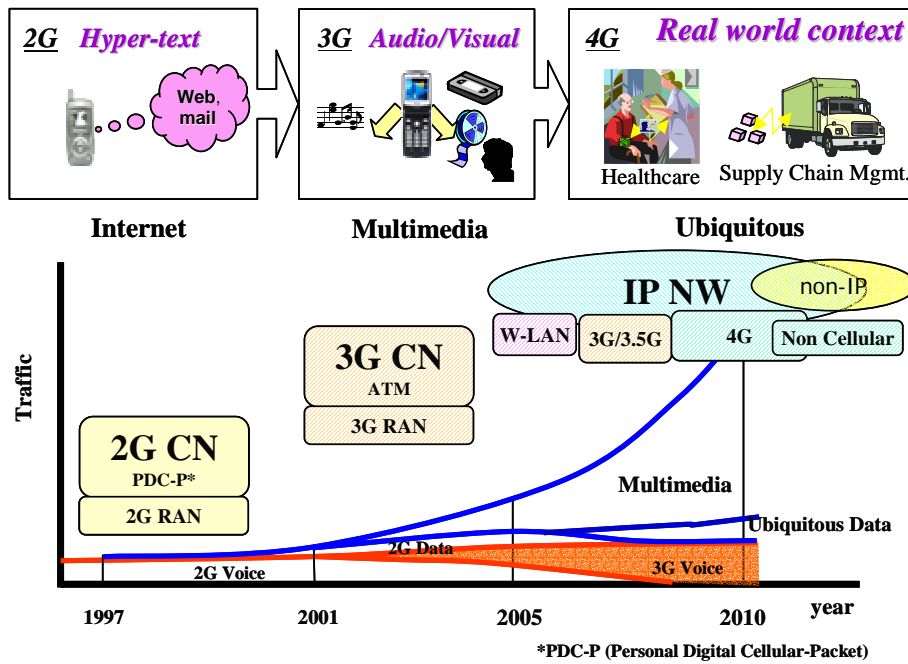 2G Hyper-text
Web,
mail
3G Audio/Visual
4G Real world context
Healthcare
Supply Chain Mgmt.
Internet
Multimedia
Ubiquitous
IP NW
non-IP
W-LAN
3G/3.5G
4G
Non Cellular
3G CN
ATM
3G RAN
2G CN
PDC-P*
2G RAN
Traffic
Multimedia
Ubiquitous Data
2G Data
2G Voice
3G Voice
1997
2001
2005
2010
year
*PDC-P (Personal Digital Cellular-Packet)